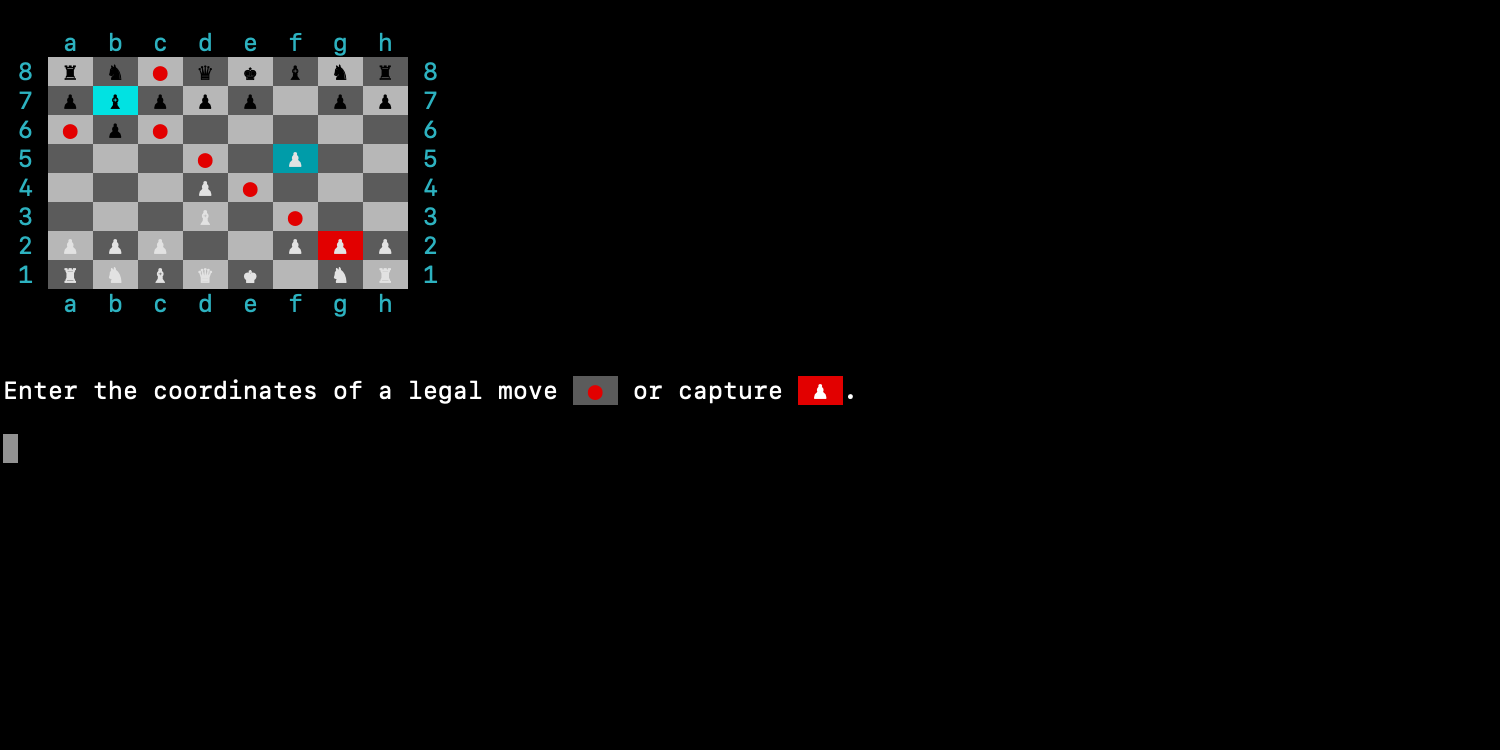 a b c d e f g h
8 ♜ ♞ ● ♛ ♚ ♝ ♞ ♜ 8
7 ♟ ♝ ♟ ♟ ♟ ♟ ♟ 7
6 ● ♟ ● 6
5 ● ♟ 5
4 ♟ ● 4
3 ♝ ● 3
2 ♟ ♟ ♟ ♟ ♟ ♟ 2
1 ♜ ♞ ♝ ♛ ♚ ♞ ♜ 1
a b c d e f g h
Enter the coordinates of a legal move ● or capture ♟.